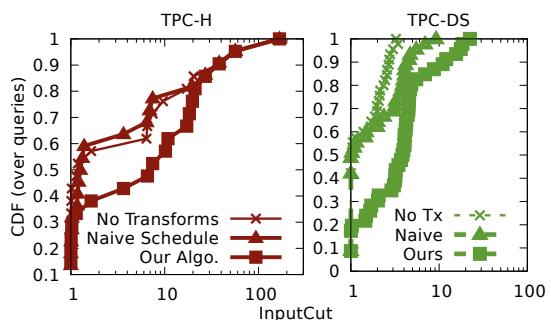 TPC-H
TPC-DS
CDF (over queries)
1
0.9
0.8
0.7
0.6
0.5
0.4
0.3
0.2
0.1
No Transforms
Naive Schedule
Our Algo.
1
10
100
1
0.9
0.8
0.7
0.6
0.5
0.4
0.3
0.2
0.1
0
No Tx
Naive
Ours
1
10
100
InputCut